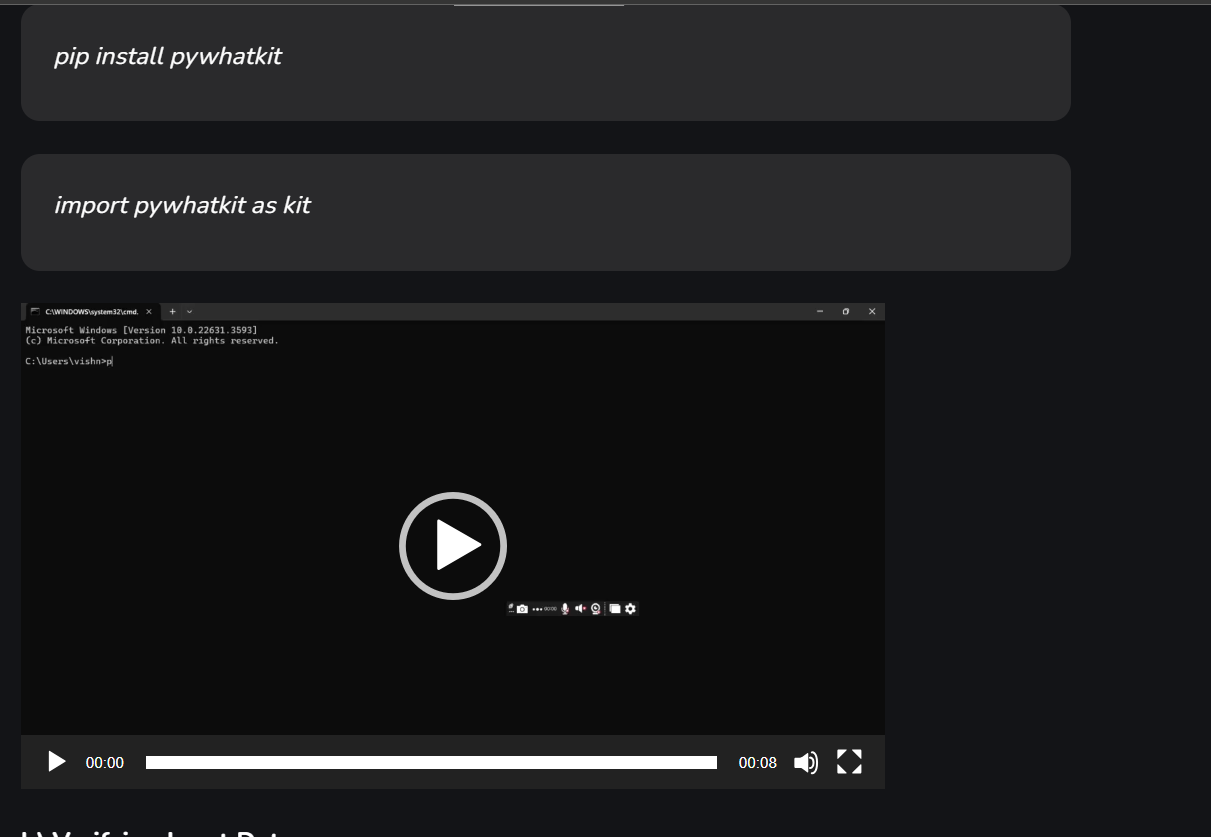 pip install pywhatkit
import pywhatkit as kit
C:\WINDOWS\system32\cmd.
Microsoft Windows [Version 10.0.22631.3593]
(c) Microsoft Corporation. All rights reserved.
C:\Users\vishn>p
00:00
00:00 00:08